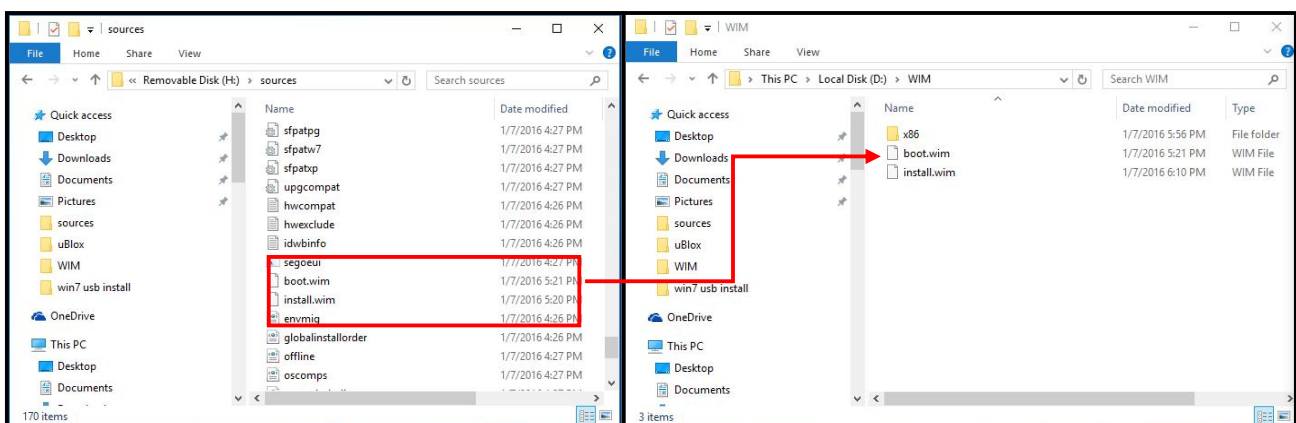 sources
File Home Share View
« Removable Disk (H:) > sources Search sources
Quick access
Desktop
Downloads
Documents
Pictures
sources
uBlox
WIM
win7 usb install
OneDrive
This PC
Desktop
Documents
Name Date modified
sfpatpg 1/7/2016 4:27 PM
sfpatw7 1/7/2016 4:27 PM
sfpatxp 1/7/2016 4:27 PM
upgcompat 1/7/2016 4:27 PM
hwcompat 1/7/2016 4:26 PM
hwexclude 1/7/2016 4:26 PM
idwbinfo 1/7/2016 4:26 PM
segoeui 1/7/2016 4:27 PM
boot.wim 1/7/2016 5:21 PM
install.wim 1/7/2016 5:20 PM
envmig 1/7/2016 4:26 PM
globalinstallorder 1/7/2016 4:26 PM
offline 1/7/2016 4:27 PM
oscomps 1/7/2016 4:27 PM
170 items
WIM
File Home Share View
> This PC > Local Disk (D:) > WIM Search WIM
Quick access
Desktop
Downloads
Documents
Pictures
sources
uBlox
WIM
win7 usb install
OneDrive
This PC
Desktop
Documents
Name Date modified Type
x86 1/7/2016 5:56 PM File folder
boot.wim 1/7/2016 5:21 PM WIM File
install.wim 1/7/2016 6:10 PM WIM File
3 items